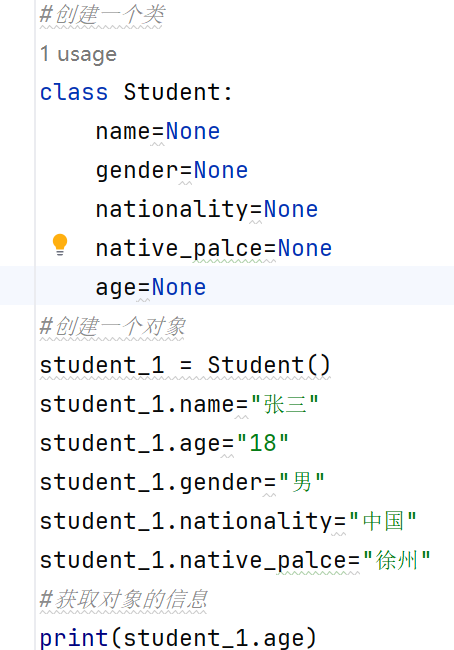 #创建一个类
1 usage
class Student:
    name=None
    gender=None
    nationality=None
    native_palce=None
    age=None
#创建一个对象
student_1 = Student()
student_1.name="张三"
student_1.age="18"
student_1.gender="男"
student_1.nationality="中国"
student_1.native_palce="徐州"
#获取对象的信息
print(student_1.age)